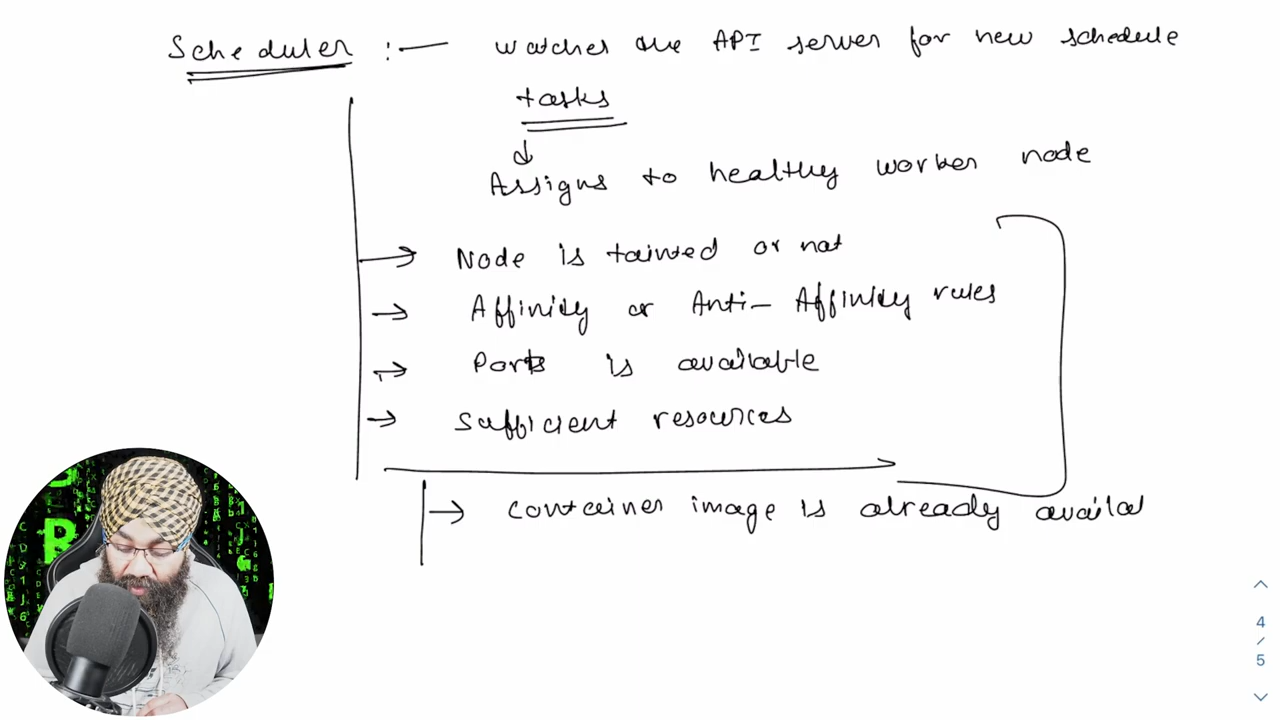 Scheduler :— watches the API server for new schedule
tasks
Assigns to healthy worker node
→ Node is tainted or not
→ Affinity or Anti-Affinity rules
→ Ports is available
→ Sufficient resources
→ container image is already availa
4
/
5